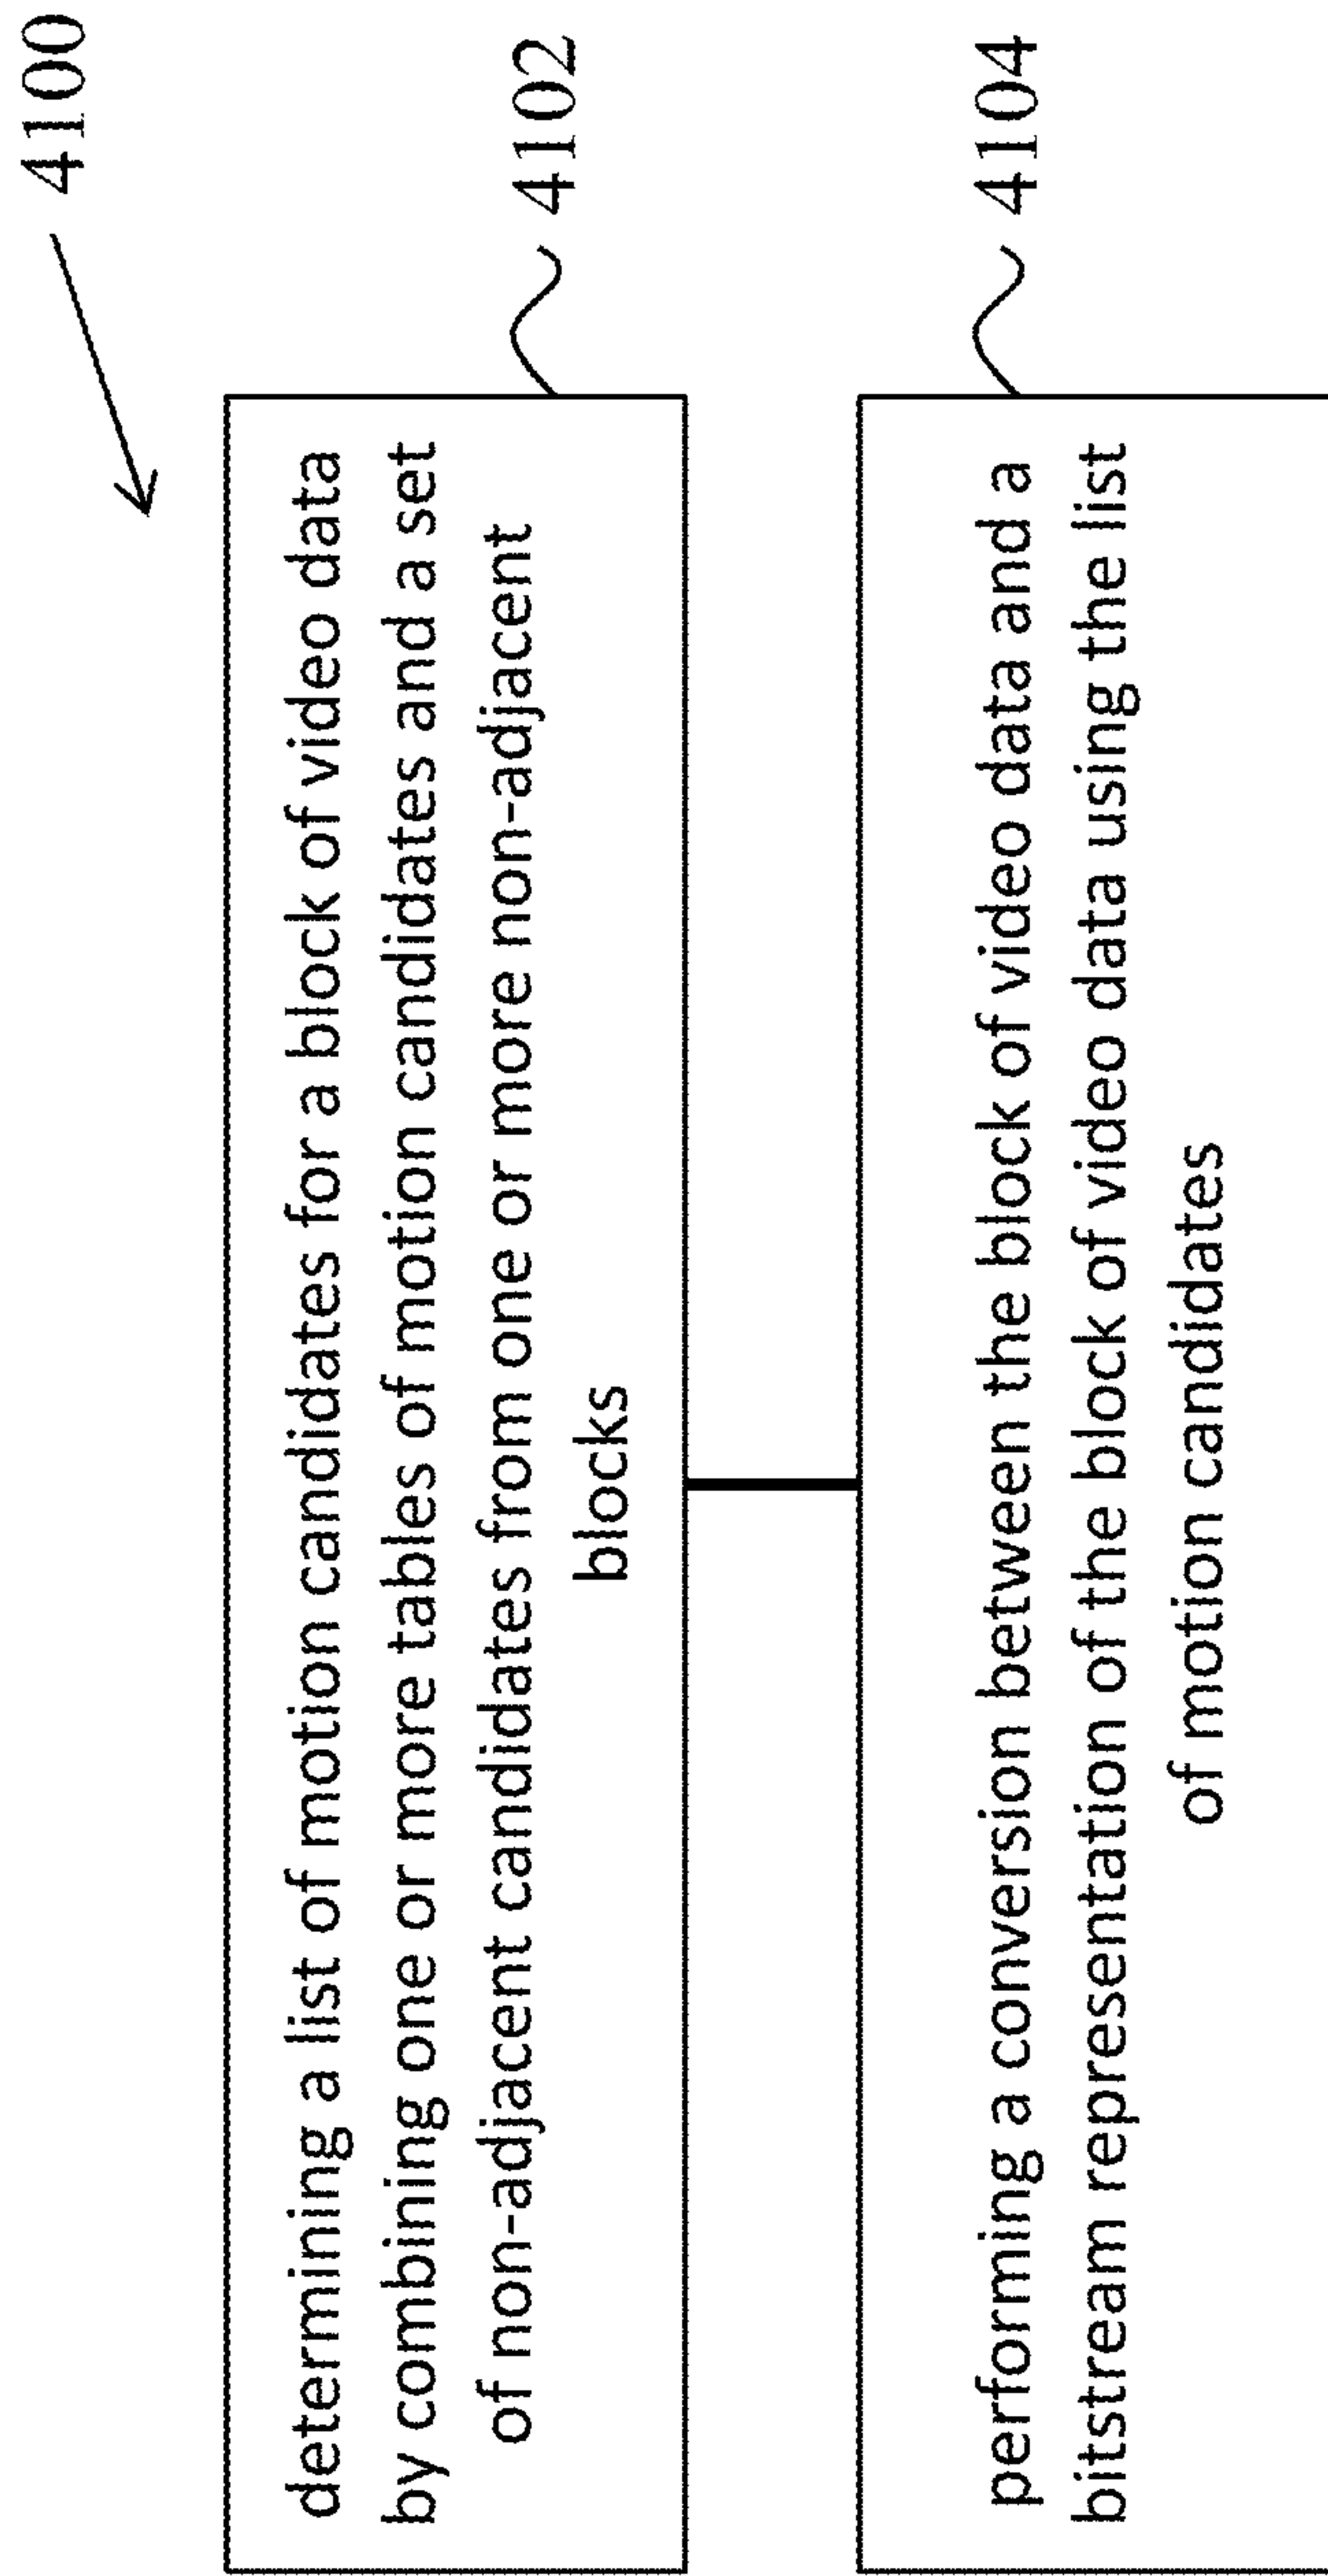 4100
determining a list of motion candidates for a block of video data
by combining one or more tables of motion candidates and a set
of non-adjacent candidates from one or more non-adjacent
blocks
4102
performing a conversion between the block of video data and a
bitstream representation of the block of video data using the list
of motion candidates
4104